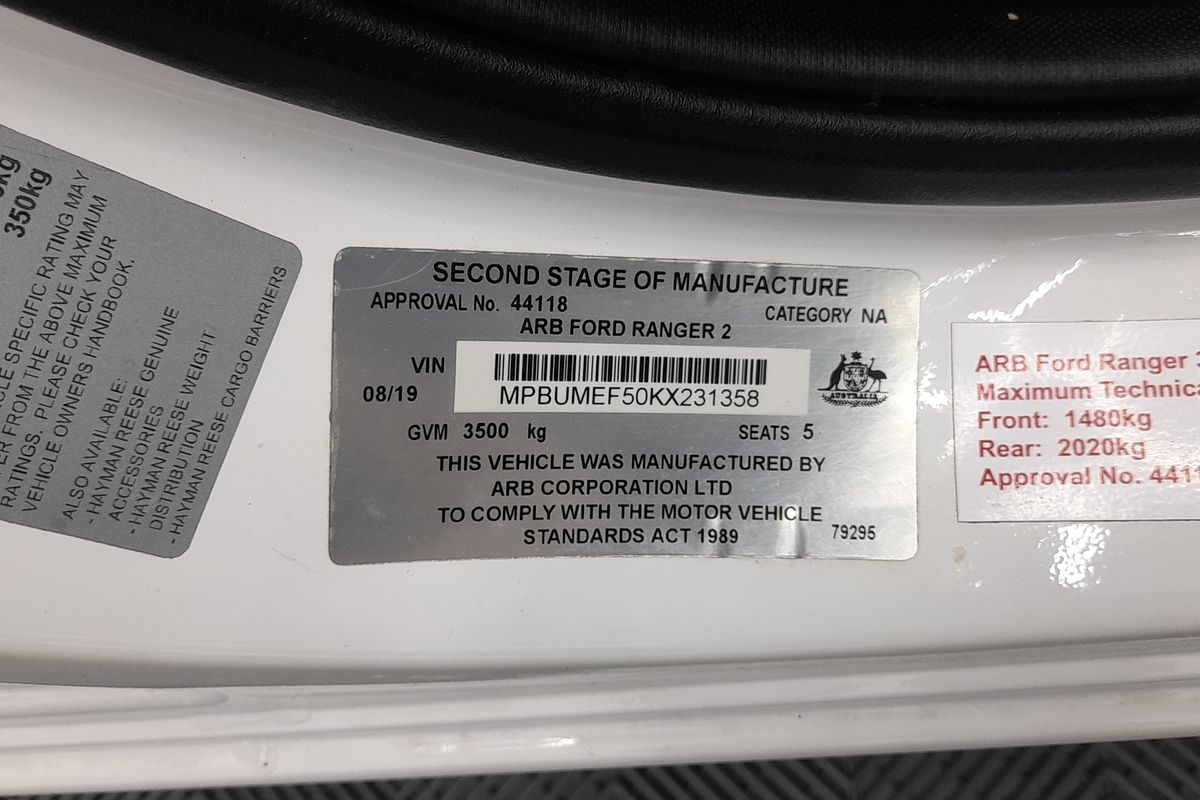 350kg
CLE SPECIFIC RATING MAY
ER FROM THE ABOVE MAXIMUM
RATINGS. PLEASE CHECK YOUR
VEHICLE OWNERS HANDBOOK.
ALSO AVAILABLE:
- HAYMAN REESE GENUINE
ACCESSORIES
- HAYMAN REESE WEIGHT
DISTRIBUTION
- HAYMAN REESE CARGO BARRIERS
SECOND STAGE OF MANUFACTURE
APPROVAL No. 44118
CATEGORY NA
ARB FORD RANGER 2
VIN
MPBUMEF50KX231358
08/19
AUSTRALIA
GVM 3500 kg
SEATS 5
THIS VEHICLE WAS MANUFACTURED BY
ARB CORPORATION LTD
TO COMPLY WITH THE MOTOR VEHICLE
STANDARDS ACT 1989
79295
ARB Ford Ranger
Maximum Technic
Front: 1480kg
Rear: 2020kg
Approval No. 441